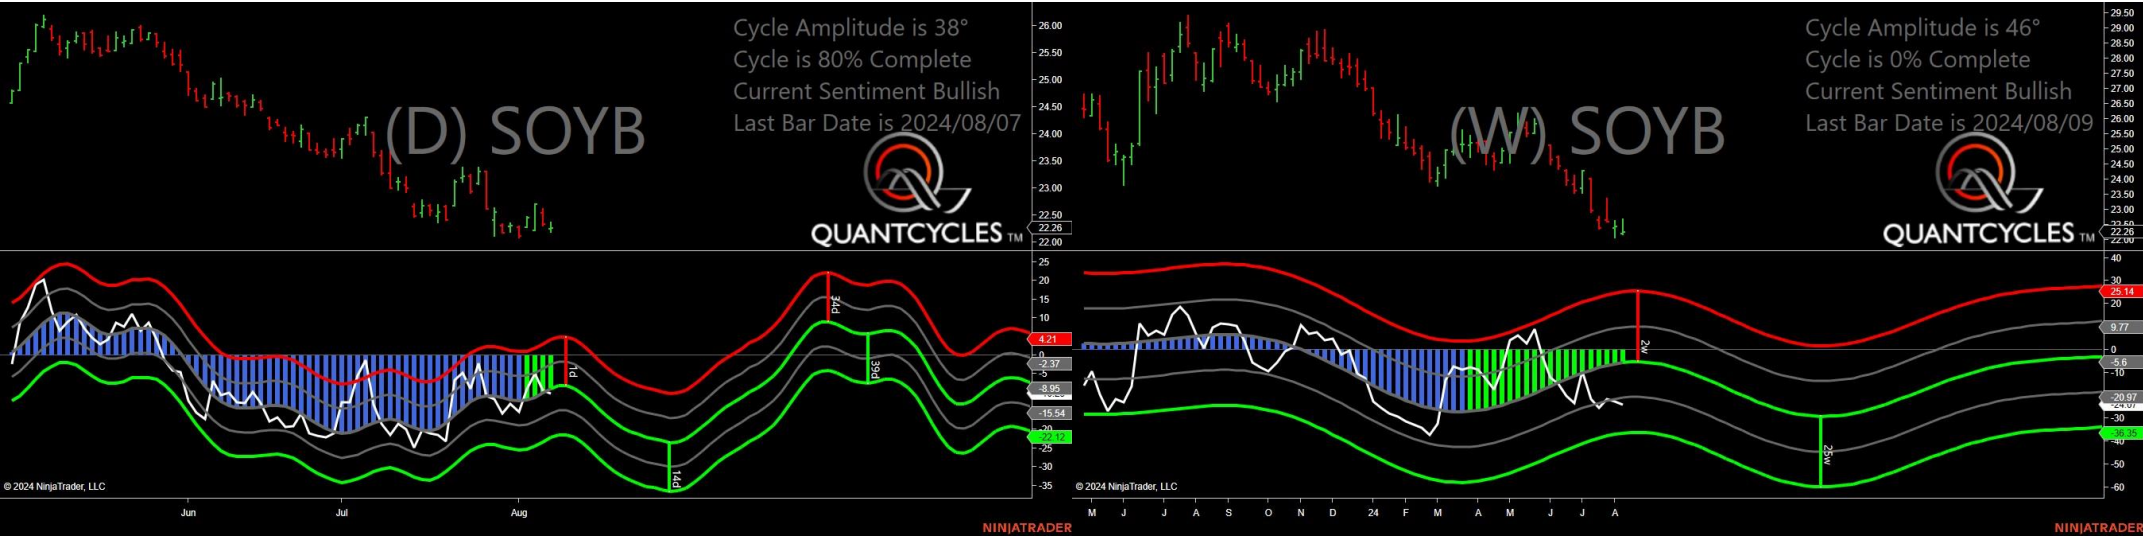 Cycle Amplitude is 38°
Cycle is 80% Complete
Current Sentiment Bullish
Last Bar Date is 2024/08/07
(D) SOYB
QUANTCYCLES TM
26.00
25.50
25.00
24.50
24.00
23.50
23.00
22.50
22.26
22.00
25
20
15
10
4.21
0
-2.37
-5
-8.95
-15.54
-20
-22.12
-25
-30
-35
1d
14d
34d
39d
© 2024 NinjaTrader, LLC
Jun Jul Aug
NINJATRADER
Cycle Amplitude is 46°
Cycle is 0% Complete
Current Sentiment Bullish
Last Bar Date is 2024/08/09
(W) SOYB
QUANTCYCLES TM
29.50
29.00
28.50
28.00
27.50
27.00
26.50
26.00
25.50
25.00
24.50
24.00
23.50
23.00
22.26
22.00
40
30
25.14
20
9.77
0
-5.6
-10
-20.97
-30
-36.35
-40
-50
-60
2w
25w
© 2024 NinjaTrader, LLC
M J J A S O N D 24 F M A M J J A
NINJATRADER